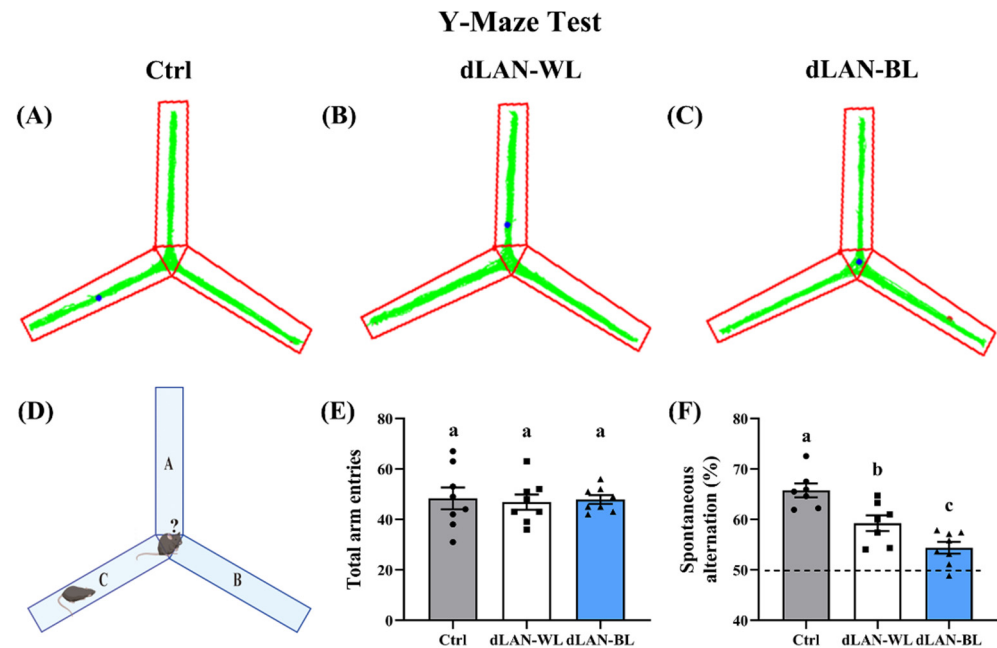 Y-Maze Test
Ctrl
dLAN-WL
dLAN-BL
(A)
(B)
(C)
(D)
A
?
C
B
(E)
Total arm entries
80
60
40
20
0
a
a
a
Ctrl
dLAN-WL
dLAN-BL
(F)
Spontaneous
alternation (%)
80
70
60
50
40
a
b
c
Ctrl
dLAN-WL
dLAN-BL